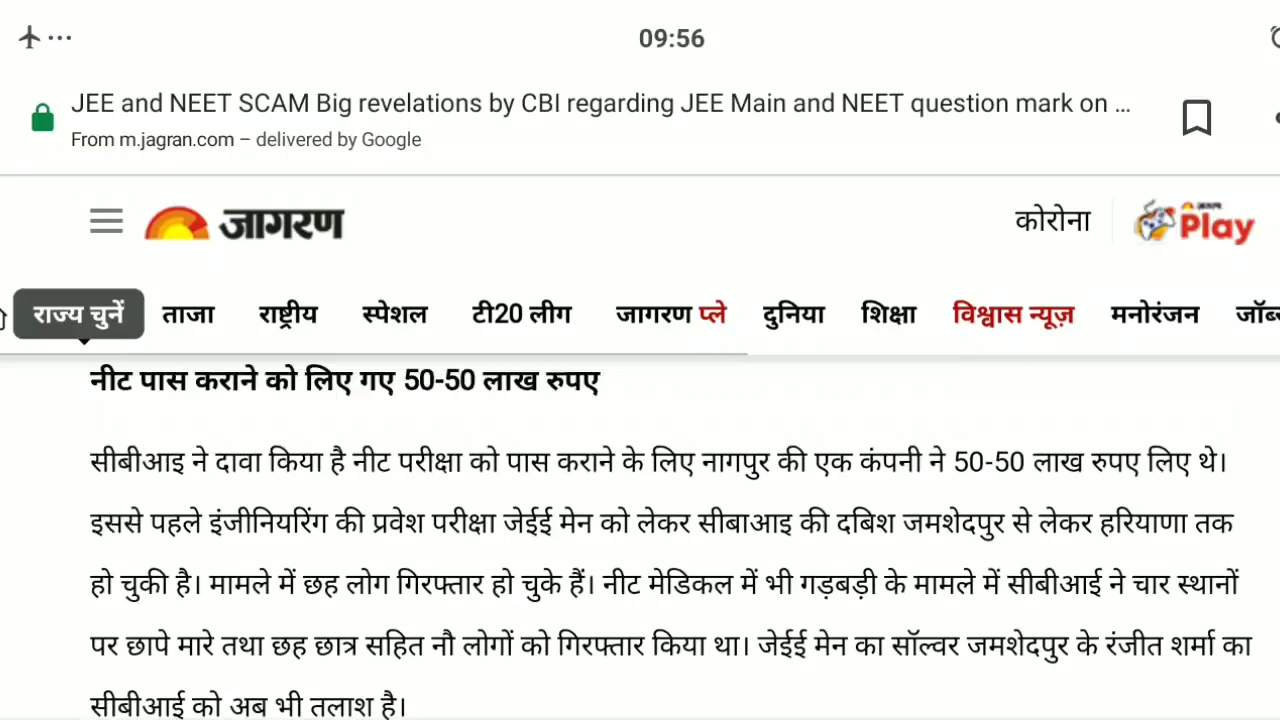 09:56
JEE and NEET SCAM Big revelations by CBI regarding JEE Main and NEET question mark on ...
From m.jagran.com – delivered by Google
जागरण
कोरोना
जागरण Play
राज्य चुनें ताजा राष्ट्रीय स्पेशल टी20 लीग जागरण प्ले दुनिया शिक्षा विश्वास न्यूज़ मनोरंजन
नीट पास कराने को लिए गए 50-50 लाख रुपए
सीबीआइ ने दावा किया है नीट परीक्षा को पास कराने के लिए नागपुर की एक कंपनी ने 50-50 लाख रुपए लिए थे।
इससे पहले इंजीनियरिंग की प्रवेश परीक्षा जेईई मेन को लेकर सीबाआइ की दबिश जमशेदपुर से लेकर हरियाणा तक
हो चुकी है। मामले में छह लोग गिरफ्तार हो चुके हैं। नीट मेडिकल में भी गड़बड़ी के मामले में सीबीआई ने चार स्थानों
पर छापे मारे तथा छह छात्र सहित नौ लोगों को गिरफ्तार किया था। जेईई मेन का सॉल्वर जमशेदपुर के रंजीत शर्मा का
सीबीआई को अब भी तलाश है।